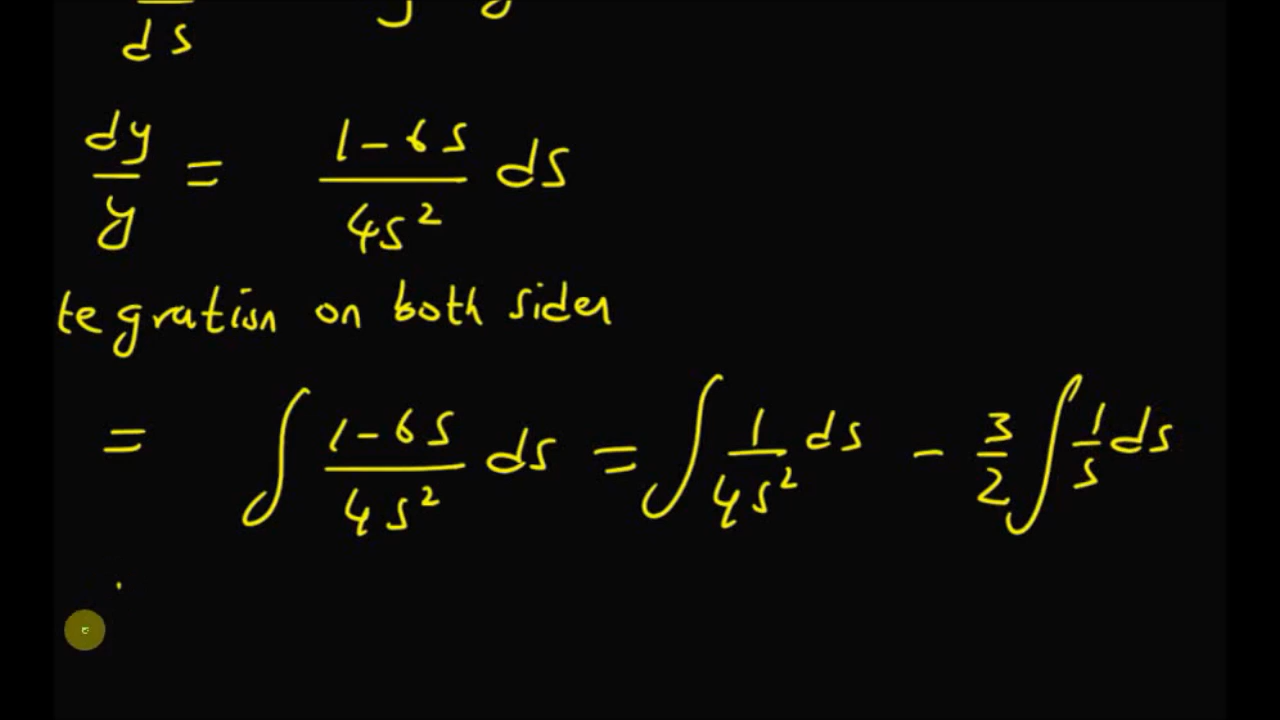 ds
dy/y = (1-6s)/(4s²) ds
tegration on both sides
= ∫ (1-6s)/(4s²) ds = ∫ 1/(4s²) ds - 3/2 ∫ 1/s ds